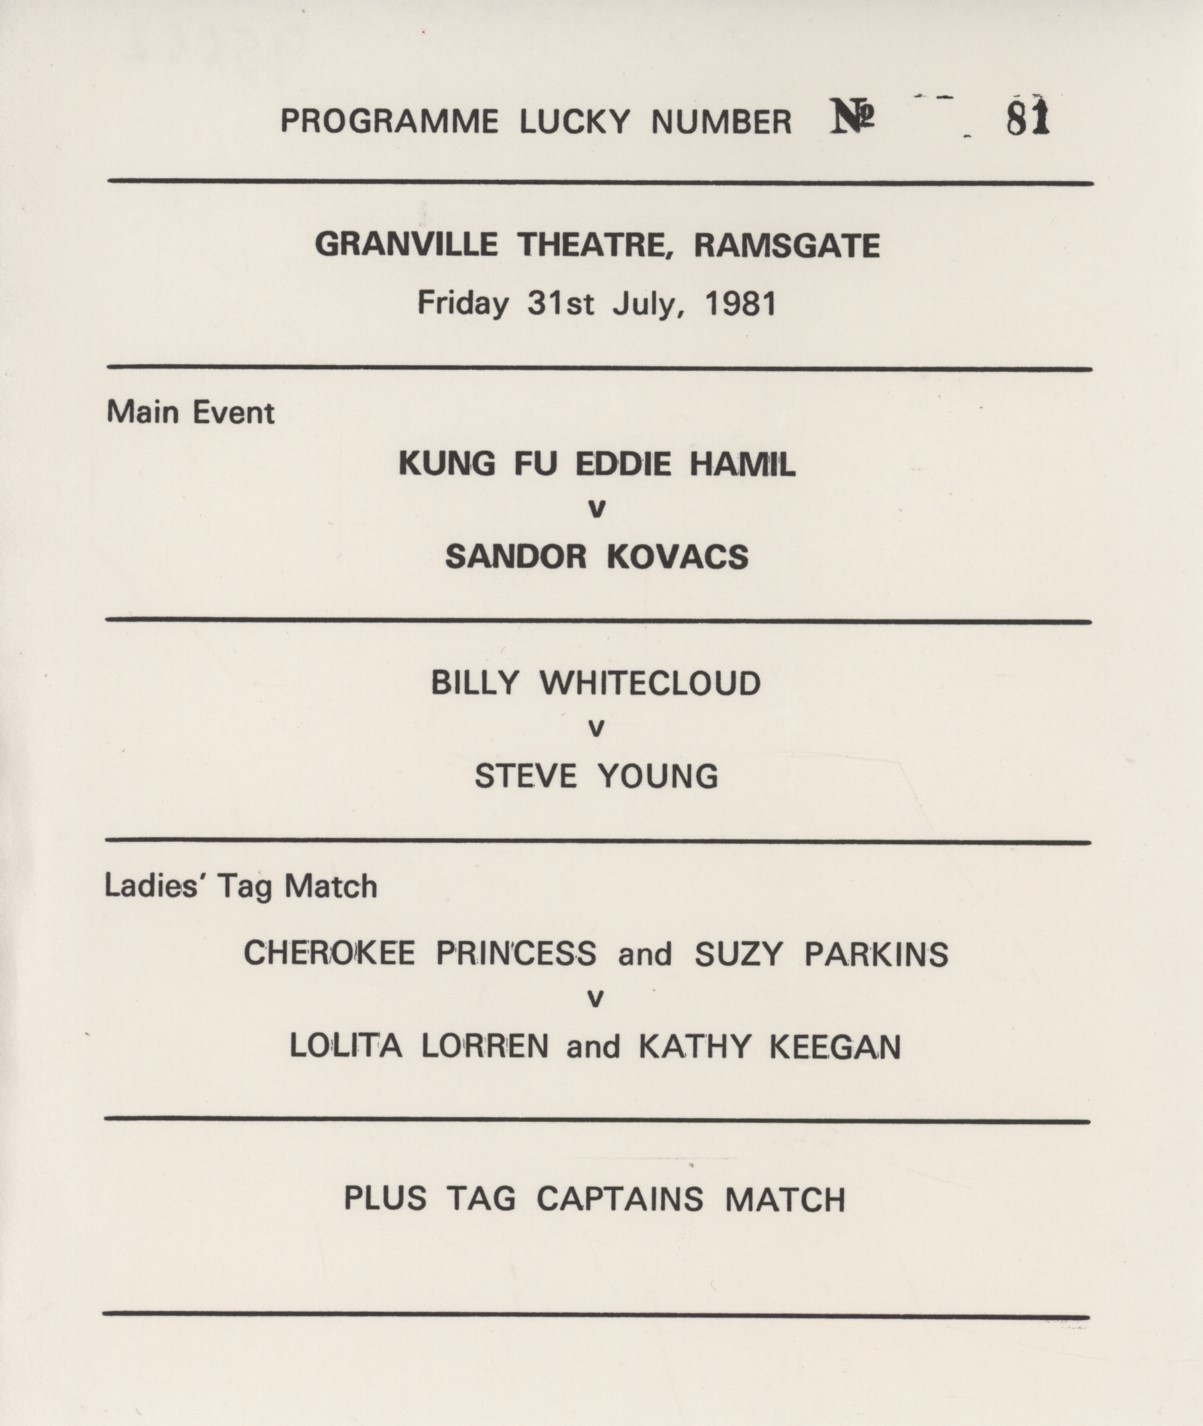 PROGRAMME LUCKY NUMBER № 81
GRANVILLE THEATRE, RAMSGATE
Friday 31st July, 1981
Main Event
KUNG FU EDDIE HAMIL
v
SANDOR KOVACS
BILLY WHITECLOUD
v
STEVE YOUNG
Ladies' Tag Match
CHEROKEE PRINCESS and SUZY PARKINS
v
LOLITA LORREN and KATHY KEEGAN
PLUS TAG CAPTAINS MATCH